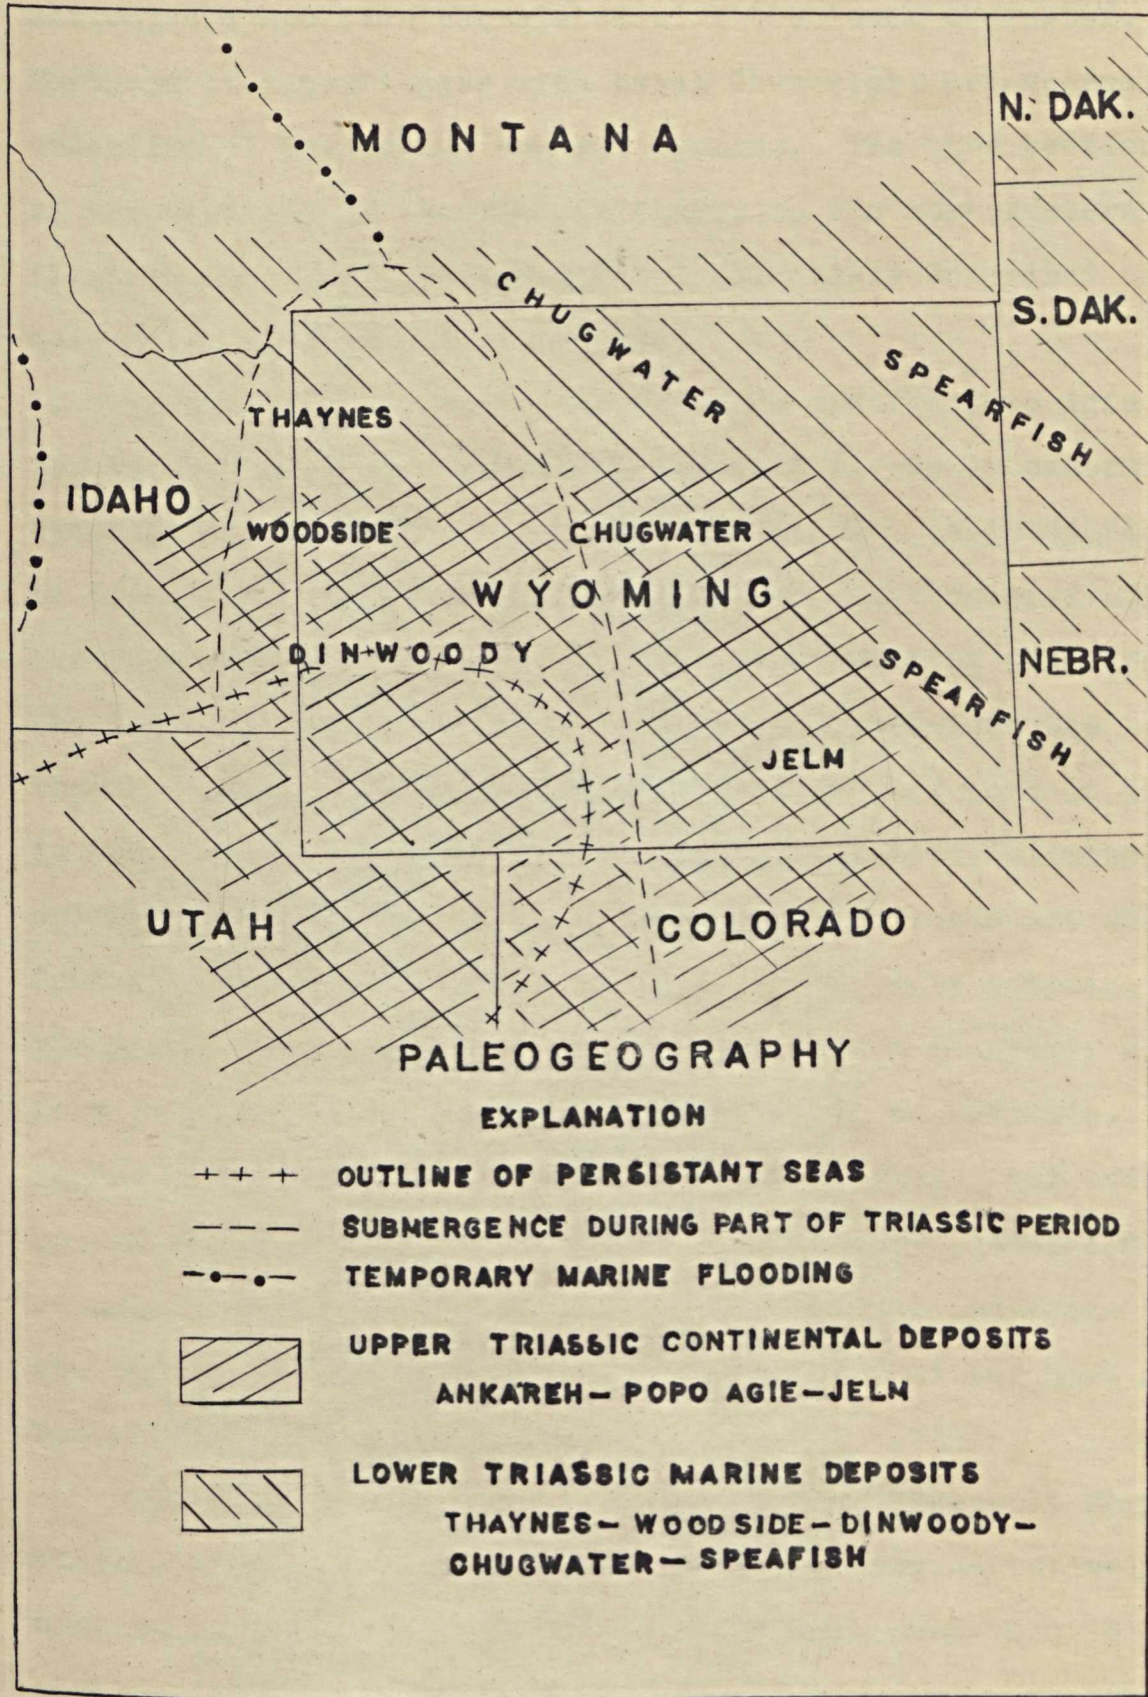 MONTANA
N. DAK.
CHUGWATER
S. DAK.
SPEARFISH
THAYNES
IDAHO
WOODSIDE
CHUGWATER
WYOMING
DINWOODY
SPEARFISH
NEBR.
JELM
UTAH
COLORADO
PALEOGEOGRAPHY
EXPLANATION
OUTLINE OF PERSISTANT SEAS
SUBMERGENCE DURING PART OF TRIASSIC PERIOD
TEMPORARY MARINE FLOODING
UPPER TRIASSIC CONTINENTAL DEPOSITS
ANKAREH-POPO AGIE-JELM
LOWER TRIASSIC MARINE DEPOSITS
THAYNES-WOODSIDE-DINWOODY-
CHUGWATER-SPEAFISH